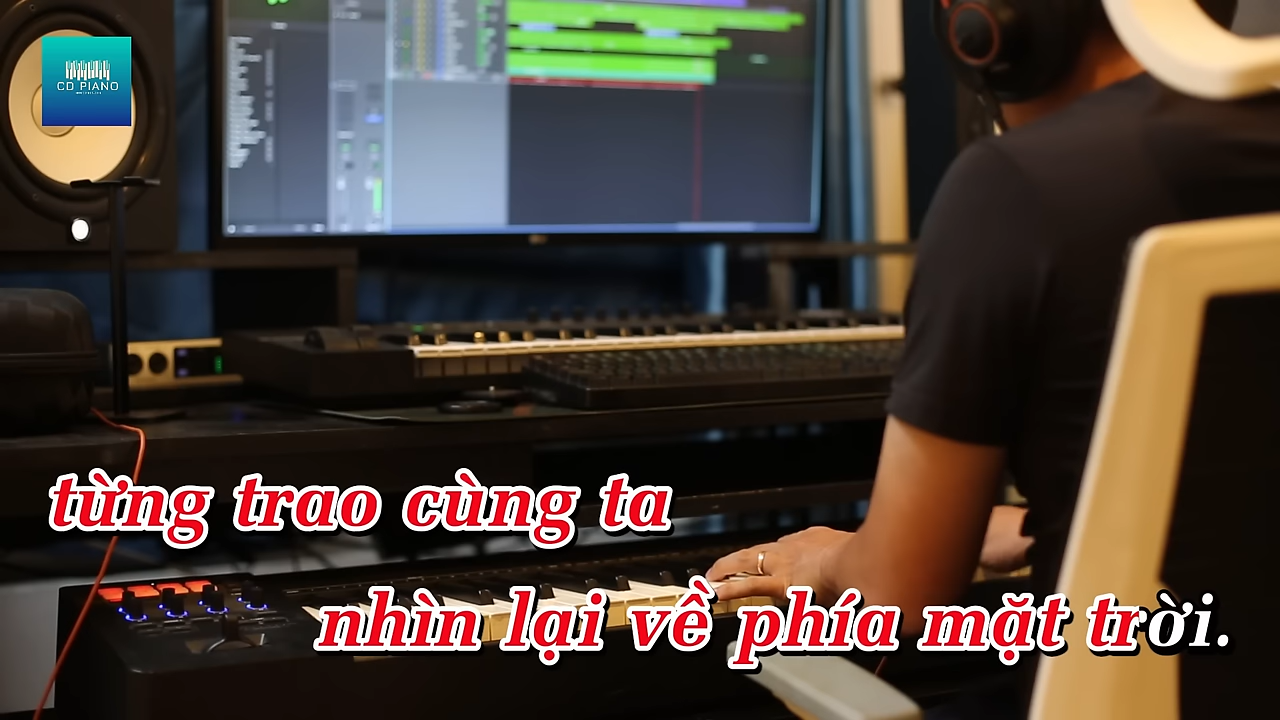 CD PIANO
từng trao cùng ta
nhìn lại về phía mặt trời.